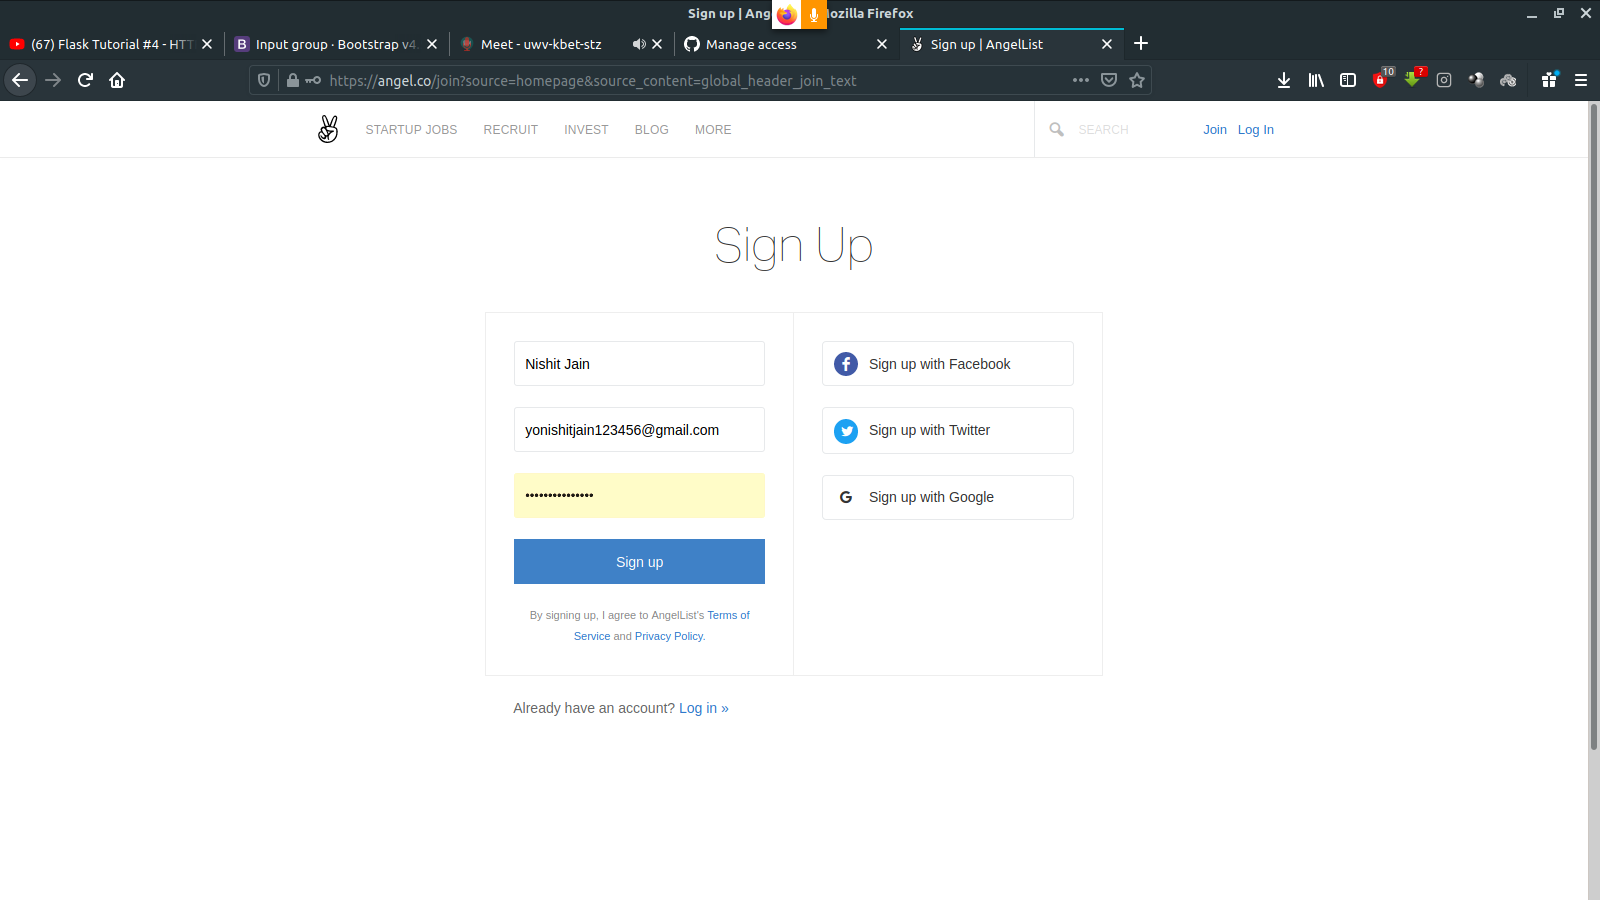 Sign up | Ang ozilla Firefox
(67) Flask Tutorial #4 - HTT
Input group · Bootstrap v4.
Meet - uwv-kbet-stz
Manage access
Sign up | AngelList
https://angel.co/join?source=homepage&source_content=global_header_join_text
10
?
STARTUP JOBS
RECRUIT
INVEST
BLOG
MORE
SEARCH
Join
Log In
Sign Up
Nishit Jain
yonishitjain123456@gmail.com
•••••••••••••••
Sign up
By signing up, I agree to AngelList's Terms of
Service and Privacy Policy.
Sign up with Facebook
Sign up with Twitter
Sign up with Google
Already have an account? Log in »